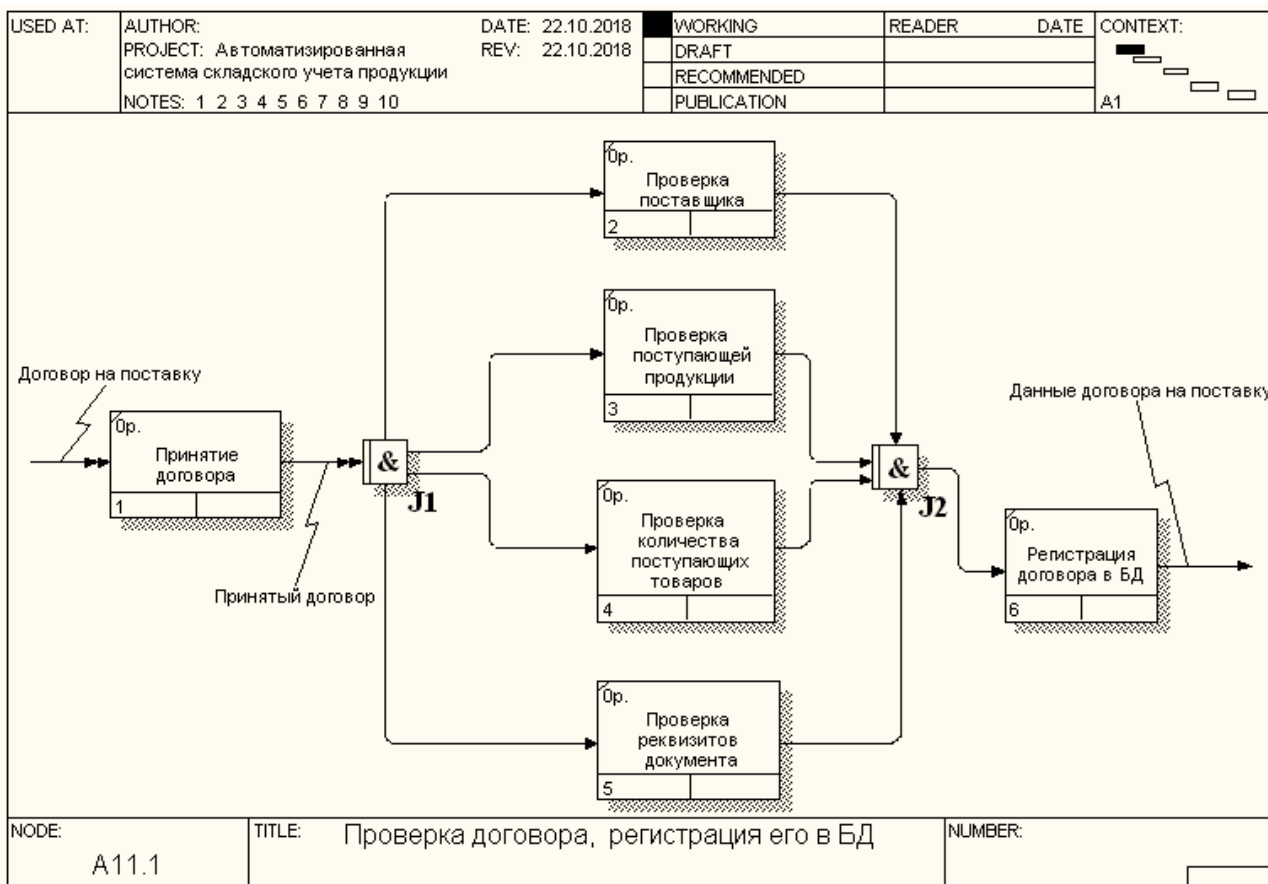 USED AT:
AUTHOR:
DATE: 22.10.2018
PROJECT: Автоматизированная
система складского учета продукции
REV: 22.10.2018
NOTES: 1 2 3 4 5 6 7 8 9 10
WORKING
DRAFT
RECOMMENDED
PUBLICATION
READER
DATE
CONTEXT:
A1
0р.
Проверка
поставщика
2
0р.
Проверка
поступающей
продукции
3
Договор на поставку
0р.
Принятие
договора
1
Принятый договор
&
J1
0р.
Проверка
количества
поступающих
товаров
4
0р.
Проверка
реквизитов
документа
5
&
J2
Данные договора на поставку
0р.
Регистрация
договора в БД
6
NODE:
A11.1
TITLE:
Проверка договора, регистрация его в БД
NUMBER: